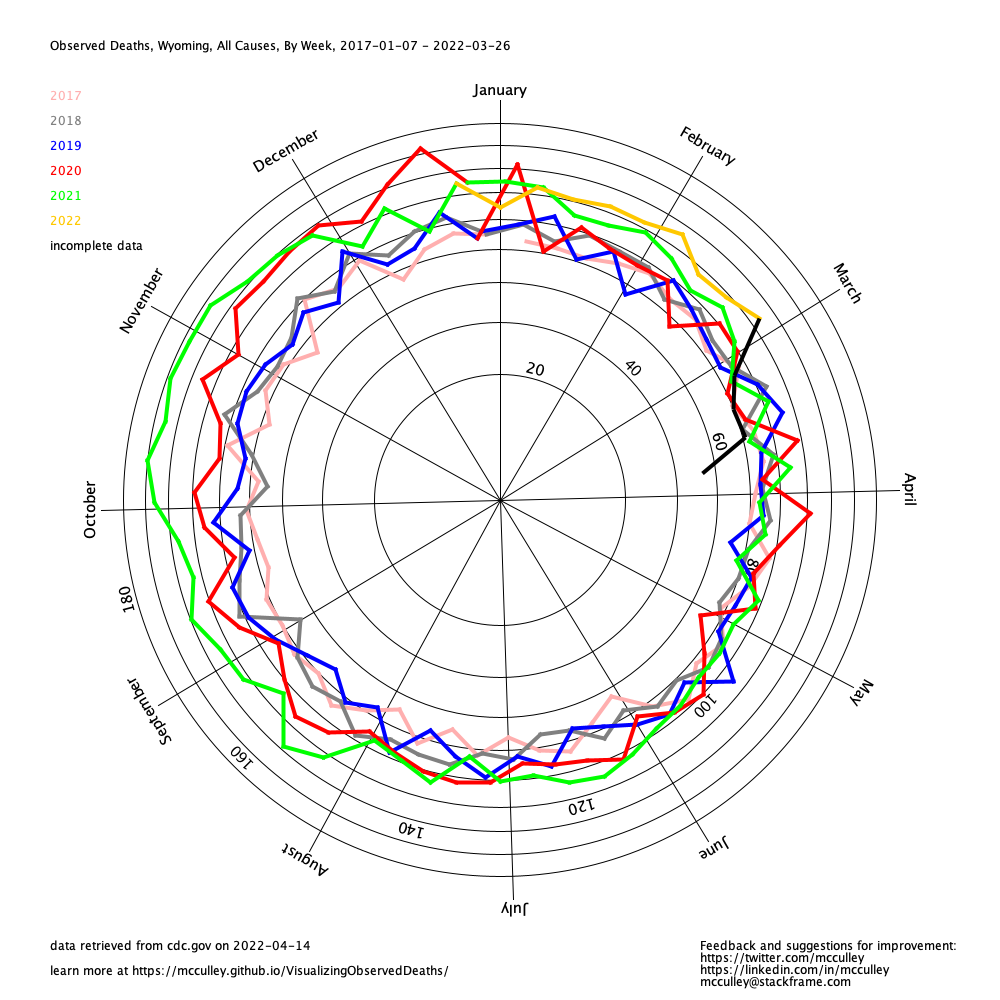 Observed Deaths, Wyoming, All Causes, By Week, 2017-01-07 - 2022-03-26
January
2017
2018
2019
2020
2021
2022
incomplete data
December
February
November
March
20
40
60
October
April
80
180
September
May
100
160
120
140
August
June
July
data retrieved from cdc.gov on 2022-04-14
learn more at https://mcculley.github.io/VisualizingObservedDeaths/
Feedback and suggestions for improvement:
https://twitter.com/mcculley
https://linkedin.com/in/mcculley
mcculley@stackframe.com